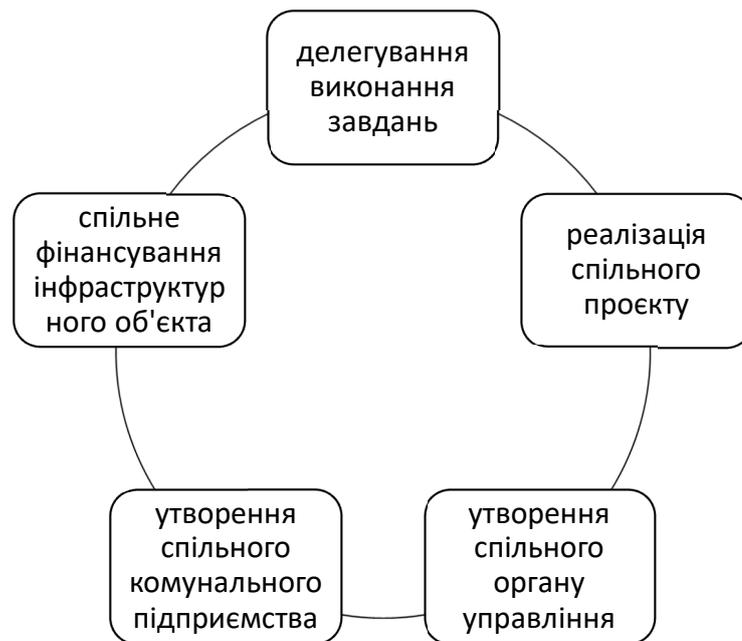 делегування
виконання
завдань
реалізація
спільного
проєкту
утворення
спільного
органу
управління
утворення
спільного
комунального
підприємства
спільне
фінансування
інфраструктур
ного об'єкта